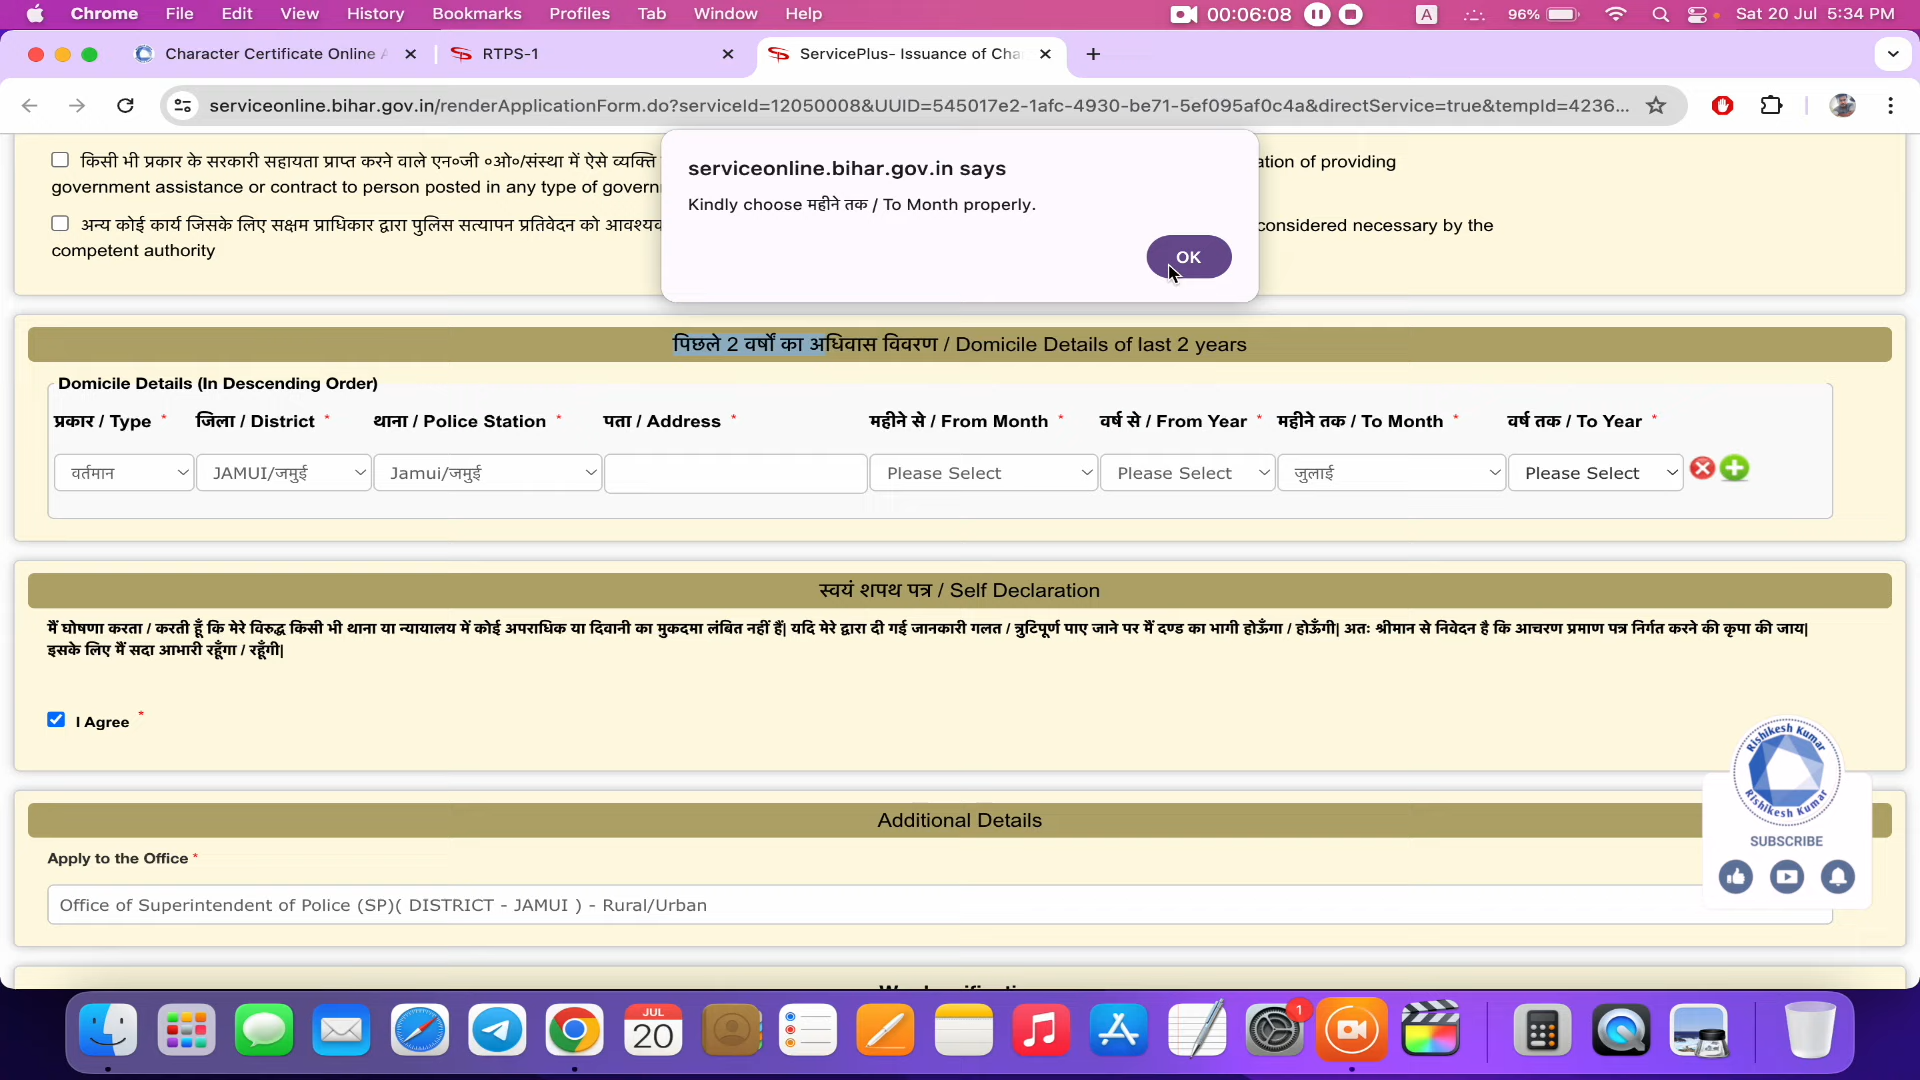 Chrome File Edit View History Bookmarks Profiles Tab Window Help 00:06:08 A 96% Sat 20 Jul 5:34 PM
Character Certificate Online A RTPS-1 ServicePlus- Issuance of Cha
serviceonline.bihar.gov.in/renderApplicationForm.do?serviceId=12050008&UUID=545017e2-1afc-4930-be71-5ef095af0c4a&directService=true&tempId=4236...
serviceonline.bihar.gov.in says
Kindly choose महीने तक / To Month properly.
OK
किसी भी प्रकार के सरकारी सहायता प्राप्त करने वाले एन०जी ०ओ०/संस्था में ऐसे व्यक्ति ation of providing
government assistance or contract to person posted in any type of govern
अन्य कोई कार्य जिसके लिए सक्षम प्राधिकार द्वारा पुलिस सत्यापन प्रतिवेदन को आवश्यक considered necessary by the
competent authority
पिछले 2 वर्षों का अधिवास विवरण / Domicile Details of last 2 years
Domicile Details (In Descending Order)
प्रकार / Type * जिला / District * थाना / Police Station * पता / Address * महीने से / From Month * वर्ष से / From Year * महीने तक / To Month * वर्ष तक / To Year *
वर्तमान JAMUI/जमुई Jamui/जमुई Please Select Please Select जुलाई Please Select
स्वयं शपथ पत्र / Self Declaration
मैं घोषणा करता / करती हूँ कि मेरे विरुद्ध किसी भी थाना या न्यायालय में कोई अपराधिक या दिवानी का मुकदमा लंबित नहीं हैं| यदि मेरे द्वारा दी गई जानकारी गलत / त्रुटिपूर्ण पाए जाने पर मैं दण्ड का भागी होऊँगा / होऊँगी| अतः श्रीमान से निवेदन है कि आचरण प्रमाण पत्र निर्गत करने की कृपा की जाय|
इसके लिए मैं सदा आभारी रहूँगा / रहूँगी|
I Agree *
Additional Details
Apply to the Office *
Office of Superintendent of Police (SP)( DISTRICT - JAMUI ) - Rural/Urban
Rishikesh Kumar
Rishikesh Kumar
SUBSCRIBE
JUL
20
1